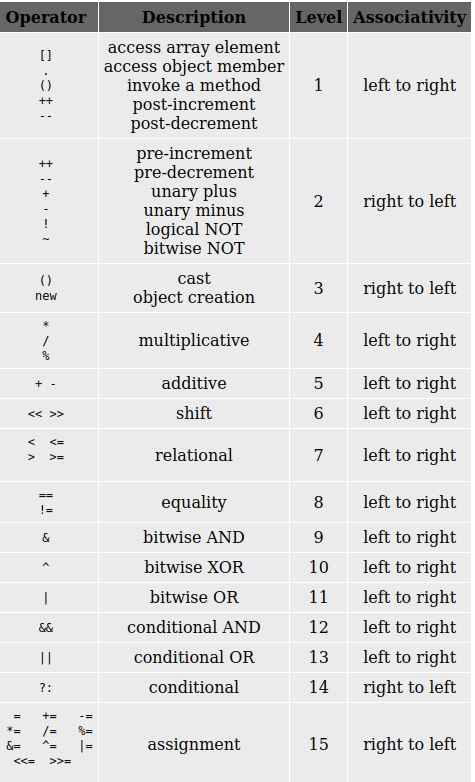 Operator Description Level Associativity
[]
.
()
++
--
access array element
access object member
invoke a method
post-increment
post-decrement
1
left to right
++
--
+
-
!
~
pre-increment
pre-decrement
unary plus
unary minus
logical NOT
bitwise NOT
2
right to left
()
new
cast
object creation
3
right to left
*
/
%
multiplicative
4
left to right
+ - additive 5 left to right
<< >> shift 6 left to right
< <=
> >=
relational
7
left to right
==
!=
equality
8
left to right
& bitwise AND 9 left to right
^ bitwise XOR 10 left to right
| bitwise OR 11 left to right
&& conditional AND 12 left to right
|| conditional OR 13 left to right
?: conditional 14 right to left
= += -=
*= /= %=
&= ^= |=
<<= >>=
assignment
15
right to left